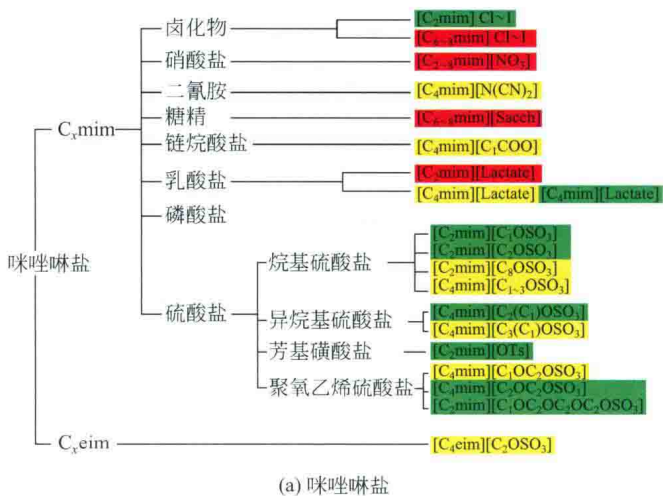 卤化物
[C₂mim] Cl~I
[C₆₋₈mim] Cl~I
硝酸盐
[C₂~₈mim][NO₃]
二氰胺
[C₄mim][N(CN)₂]
糖精
[C₆~₈mim][Sacch]
链烷酸盐
[C₄mim][C₁COO]
乳酸盐
[C₂mim][Lactate]
[C₄mim][Lactate] [C₄mim][Lactate]
磷酸盐
CₓmIm
咪唑啉盐
硫酸盐
烷基硫酸盐
[C₂mim][C₁OSO₃]
[C₂mim][C₂OSO₃]
[C₂mim][C₈OSO₃]
[C₄mim][C₁~₃OSO₃]
异烷基硫酸盐
[C₄mim][C₂(C₁)OSO₃]
[C₄mim][C₃(C₁)OSO₃]
芳基磺酸盐
[C₂mim][OTs]
聚氧乙烯硫酸盐
[C₄mim][C₁OC₂OSO₃]
[C₄mim][C₂OC₂OSO₃]
[C₂mim][C₁OC₂OC₂OC₂OSO₃]
Cₓeim
[C₄eim][C₂OSO₃]
(a) 咪唑啉盐